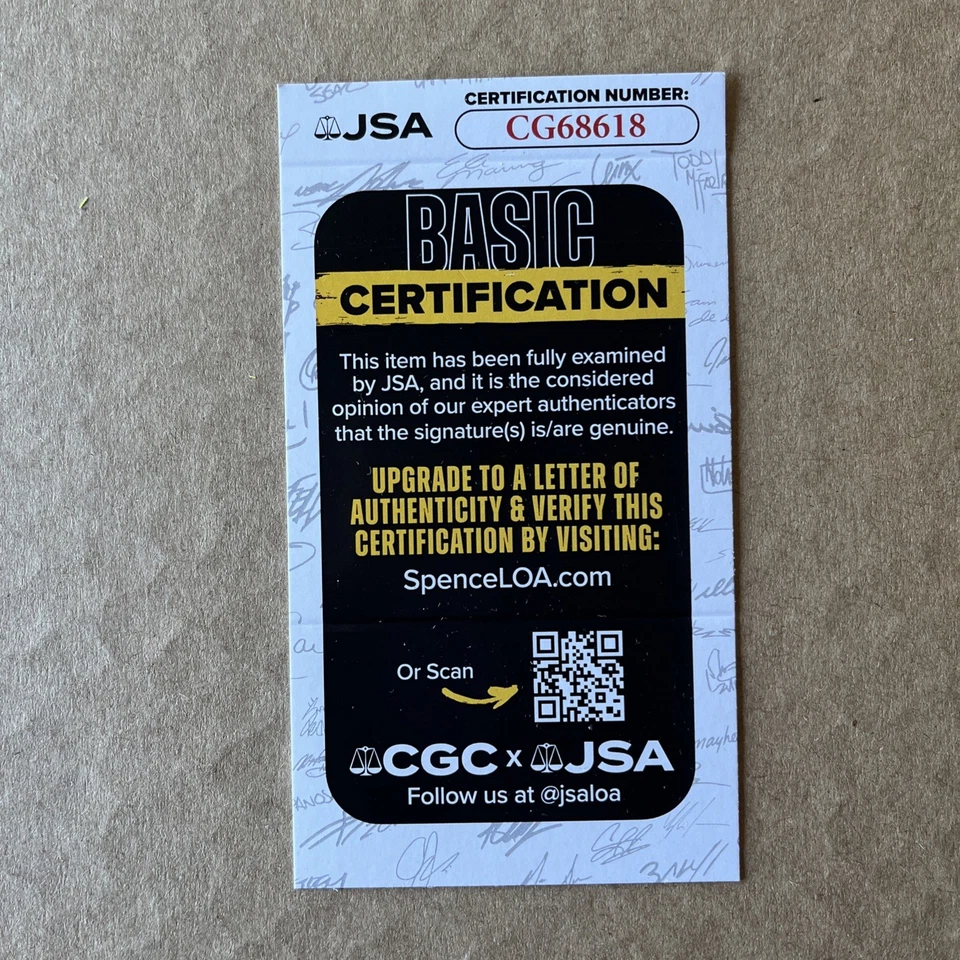 CERTIFICATION NUMBER:
JSA
CG68618
BASIC
CERTIFICATION
This item has been fully examined
by JSA, and it is the considered
opinion of our expert authenticators
that the signature(s) is/are genuine.
UPGRADE TO A LETTER OF
AUTHENTICITY & VERIFY THIS
CERTIFICATION BY VISITING:
SpenceLOA.com
Or Scan
CGC x JSA
Follow us at @jsaloa